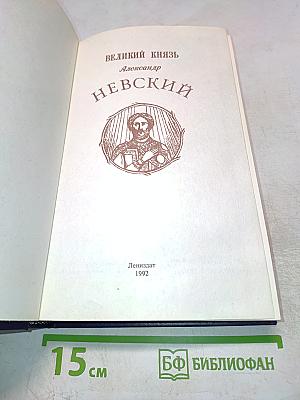 ВЕЛИКИЙ КНЯЗЬ
Александр
НЕВСКИЙ
Лениздат
1992
15 см
БФ БИБЛИОФАН